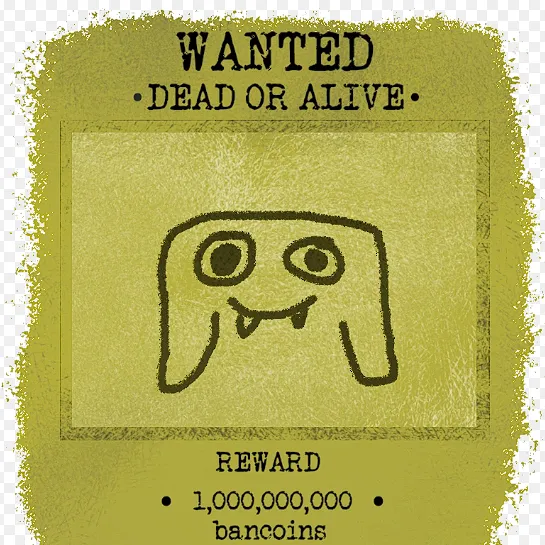 WANTED
•DEAD OR ALIVE•
REWARD
• 1,000,000,000 •
bancoins